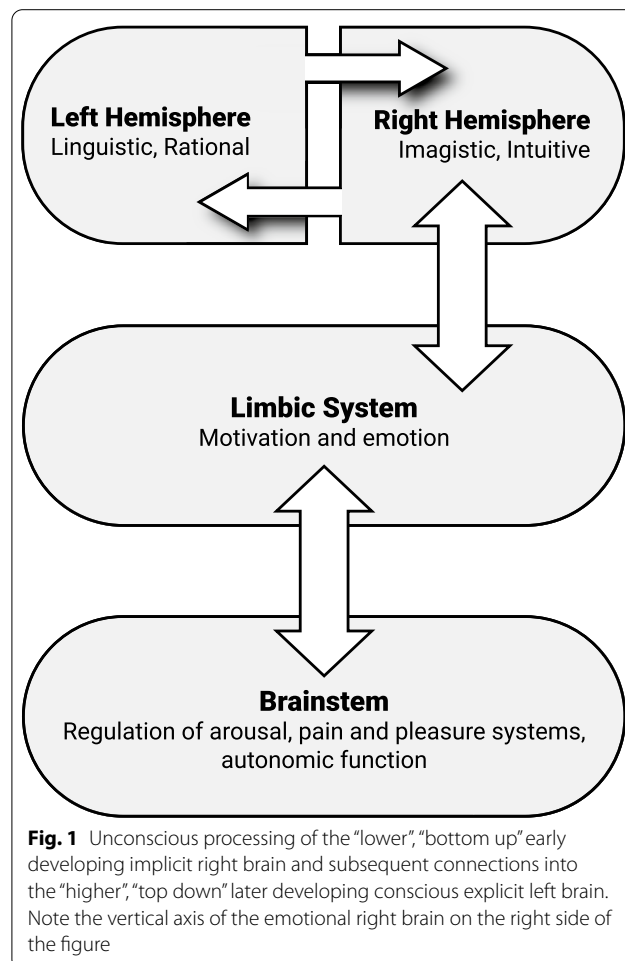 Left Hemisphere
Linguistic, Rational
Right Hemisphere
Imagistic, Intuitive
Limbic System
Motivation and emotion
Brainstem
Regulation of arousal, pain and pleasure systems,
autonomic function
Fig. 1 Unconscious processing of the “lower”, “bottom up” early
developing implicit right brain and subsequent connections into
the “higher”, “top down” later developing conscious explicit left brain.
Note the vertical axis of the emotional right brain on the right side of
the figure